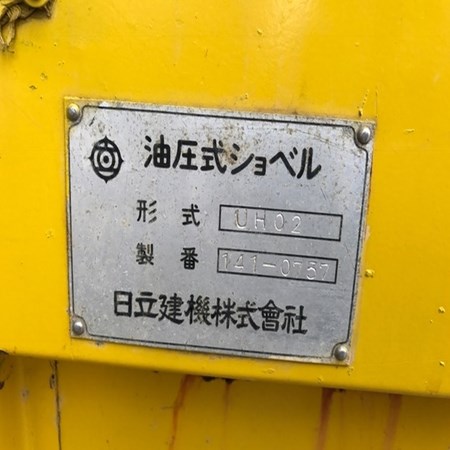 油圧式ショベル
形式 UH02
製番 141-0757
日立建機株式會社